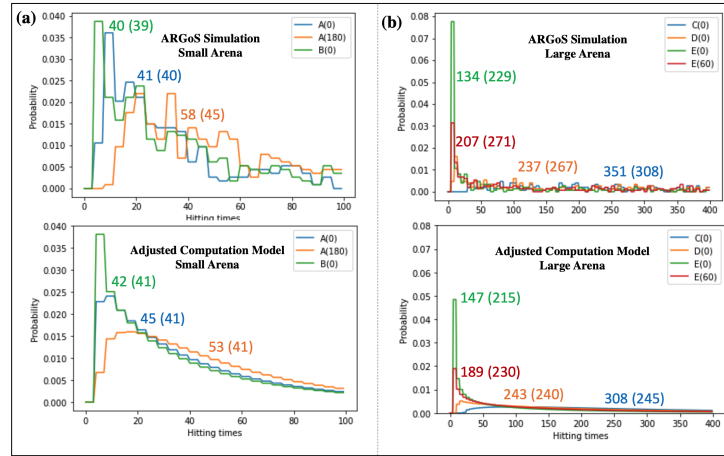 (a)
ARGoS Simulation
Small Arena
A(0)
A(180)
B(0)
40 (39)
41 (40)
58 (45)
Probability
0.040
0.035
0.030
0.025
0.020
0.015
0.010
0.005
0.000
0 20 40 60 80 100
Hitting times
(b)
ARGoS Simulation
Large Arena
C(0)
D(0)
E(0)
E(60)
134 (229)
207 (271)
237 (267)
351 (308)
Probability
0.08
0.07
0.06
0.05
0.04
0.03
0.02
0.01
0.00
0 50 100 150 200 250 300 350 400
Hitting times
Adjusted Computation Model
Small Arena
A(0)
A(180)
B(0)
42 (41)
45 (41)
53 (41)
Probability
0.040
0.035
0.030
0.025
0.020
0.015
0.010
0.005
0.000
0 20 40 60 80 100
Hitting times
Adjusted Computation Model
Large Arena
C(0)
D(0)
E(0)
E(60)
147 (215)
189 (230)
243 (240)
308 (245)
Probability
0.08
0.07
0.06
0.05
0.04
0.03
0.02
0.01
0.00
0 50 100 150 200 250 300 350 400
Hitting times